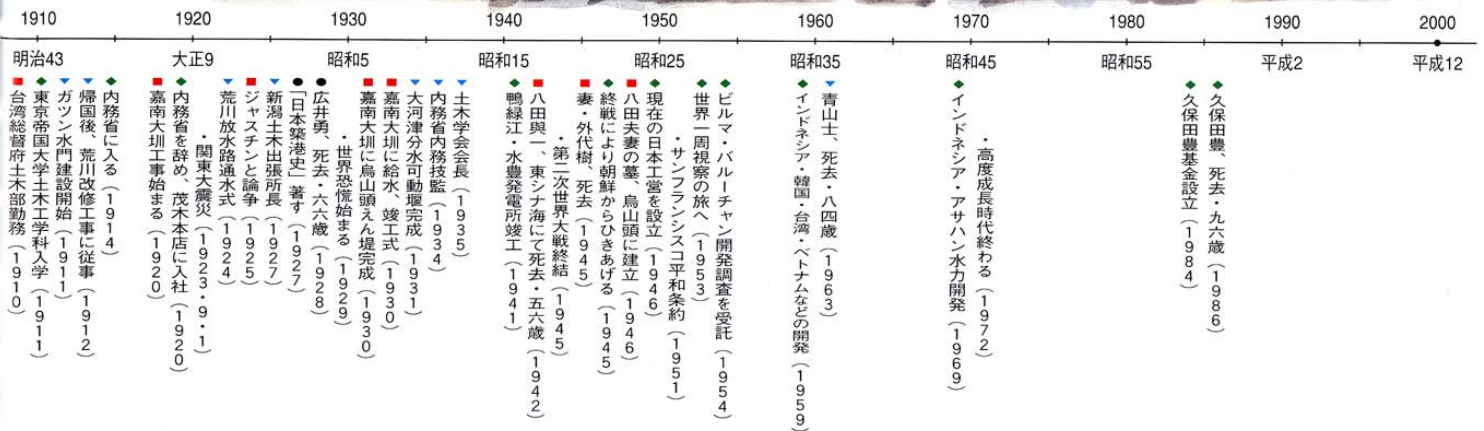 1910 1920 1930 1940 1950 1960 1970 1980 1990 2000
明治43 大正9 昭和5 昭和15 昭和25 昭和35 昭和45 昭和55 平成2 平成12
台湾総督府土木部勤務（1910）
東京帝国大学土木工学科入学（1911）
ガツン水門建設開始（1911）
帰国後、荒川改修工事に従事（1912）
内務省に入る（1914）
嘉南大圳工事始まる（1920）
内務省を辞め、茂木本店に入社（1920）
・関東大震災（1923・9・1）
荒川放水路通水式（1924）
ジャスチンと論争（1925）
新潟土木出張所長（1927）
「日本築港史」著す（1927）
広井勇、死去・六六歳（1928）
・世界恐慌始まる（1929）
嘉南大圳に烏山頭えん堤完成（1930）
嘉南大圳に給水、竣工式（1930）
大河津分水可動堰完成（1931）
内務省内務技監（1934）
土木学会会長（1935）
鴨緑江・水豊発電所竣工（1941）
八田與一、東シナ海にて死去・五六歳（1942）
・第二次世界大戦終結（1945）
妻・外代樹、死去（1945）
終戦により朝鮮からひきあげる（1945）
八田夫妻の墓、烏山頭に建立（1946）
現在の日本工営を設立（1946）
・サンフランシスコ平和条約（1951）
世界一周視察の旅へ（1953）
ビルマ・バルーチャン開発調査を受託（1954）
インドネシア・韓国・台湾・ベトナムなどの開発（1959）
青山士、死去・八四歳（1963）
インドネシア・アサハン水力開発（1969）
・高度成長時代終わる（1972）
久保田豊基金設立（1984）
久保田豊、死去・九六歳（1986）